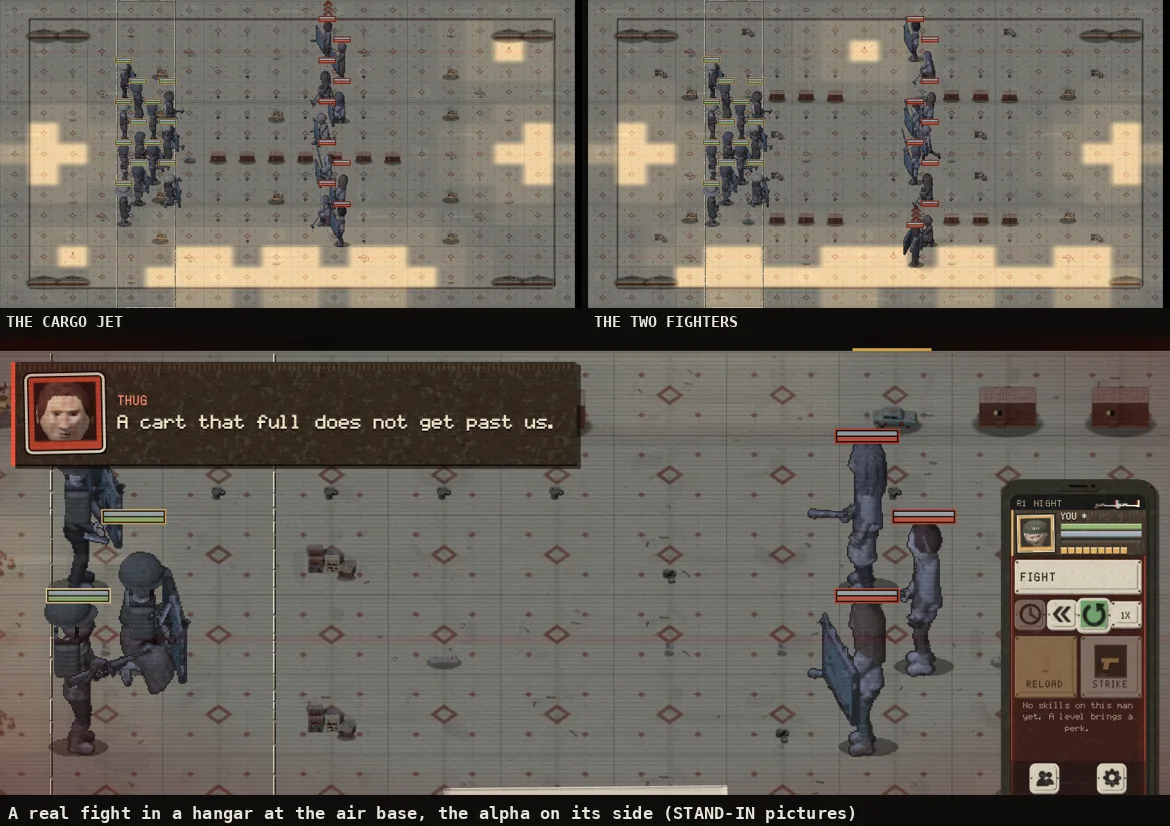 THE CARGO JET
THE TWO FIGHTERS
THUG
A cart that full does not get past us.
R1 NIGHT
YOU *
FIGHT
1X
RELOAD
STRIKE
No skills on this man
yet. A level brings a
perk.
A real fight in a hangar at the air base, the alpha on its side (STAND-IN pictures)